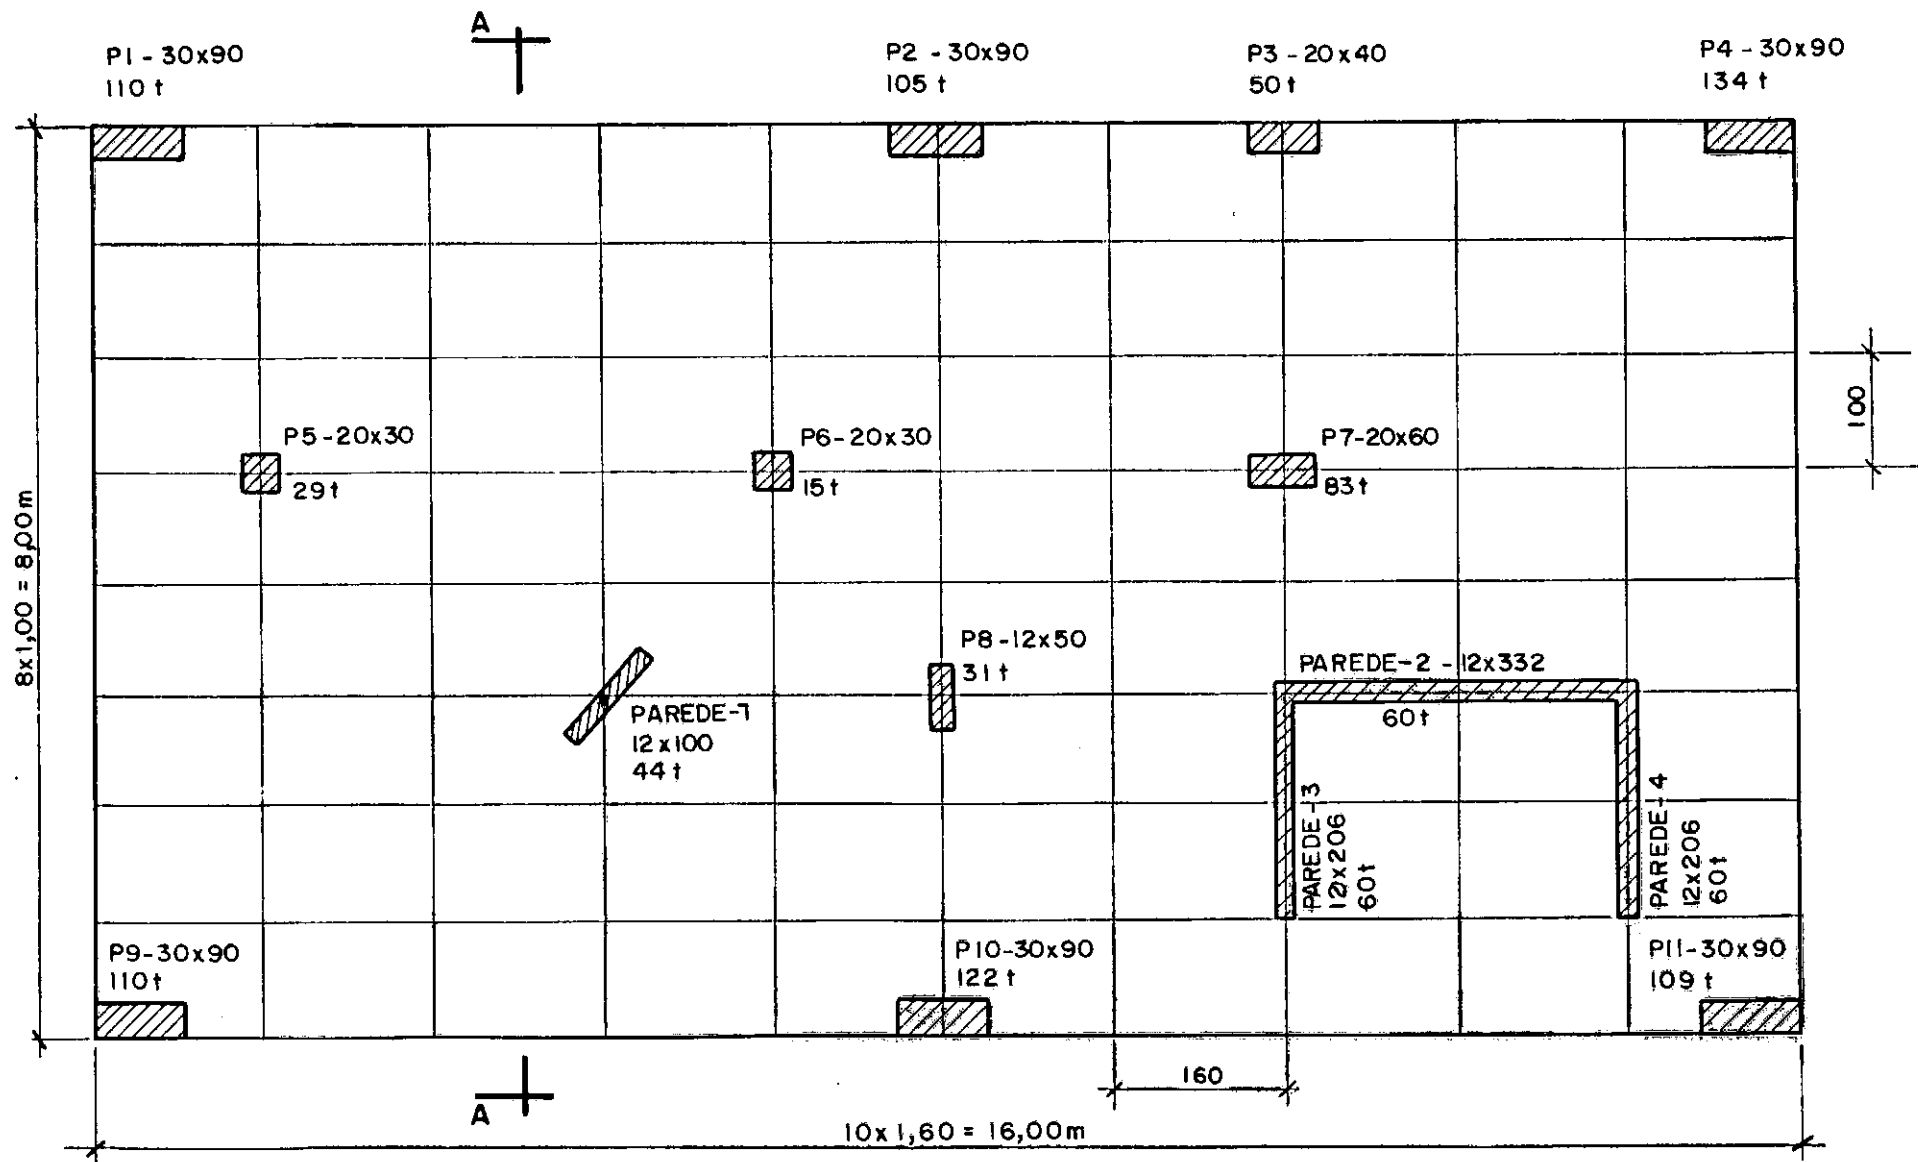 A
P1 - 30x90
110 t
P2 - 30x90
105 t
P3 - 20x40
50 t
P4 - 30x90
134 t
P5-20x30
29 t
P6-20x30
15 t
P7-20x60
83 t
100
8x1,00 = 8,00m
P8-12x50
31 t
PAREDE-2 - 12x332
60 t
PAREDE-1
12x100
44 t
PAREDE-3
12x206
60 t
PAREDE-4
12x206
60 t
P9-30x90
110 t
P10-30x90
122 t
P11-30x90
109 t
160
A
10x1,60 = 16,00m